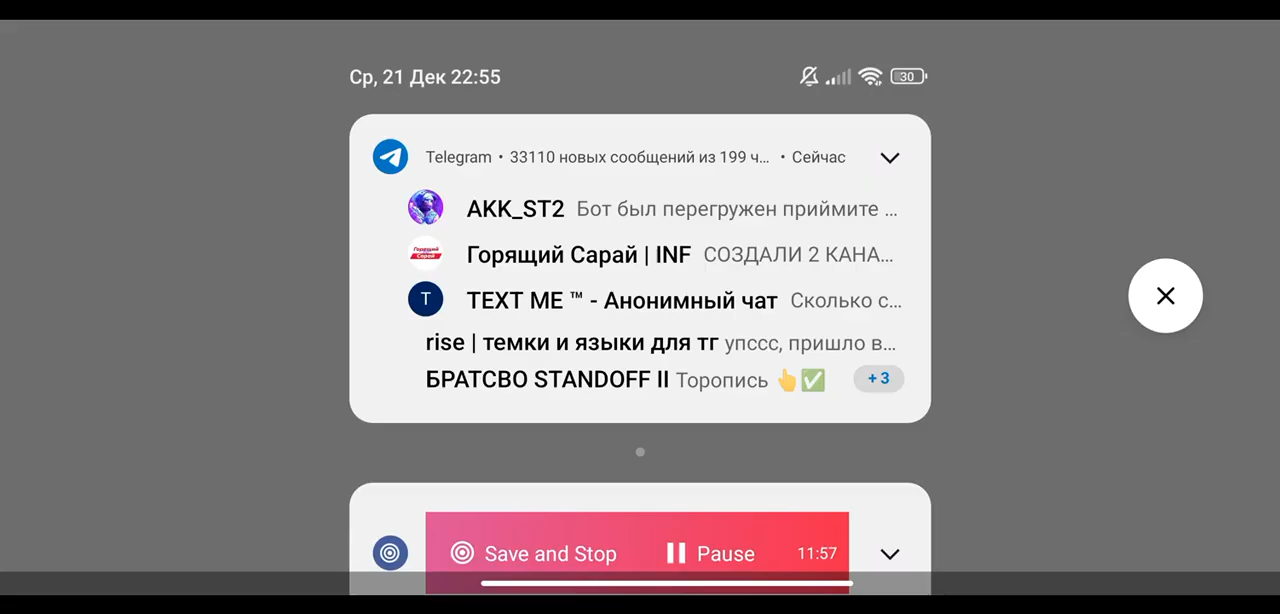 Ср, 21 Дек 22:55
30
Telegram • 33110 новых сообщений из 199 ч... • Сейчас
AKK_ST2 Бот был перегружен приймите ...
Горящий Сарай
Горящий Сарай | INF СОЗДАЛИ 2 КАНА...
T
TEXT ME ™ - Анонимный чат Сколько с...
rise | темки и языки для тг упссс, пришло в...
БРАТСВО STANDOFF II Торопись 👆✅ +3
Save and Stop Pause 11:57